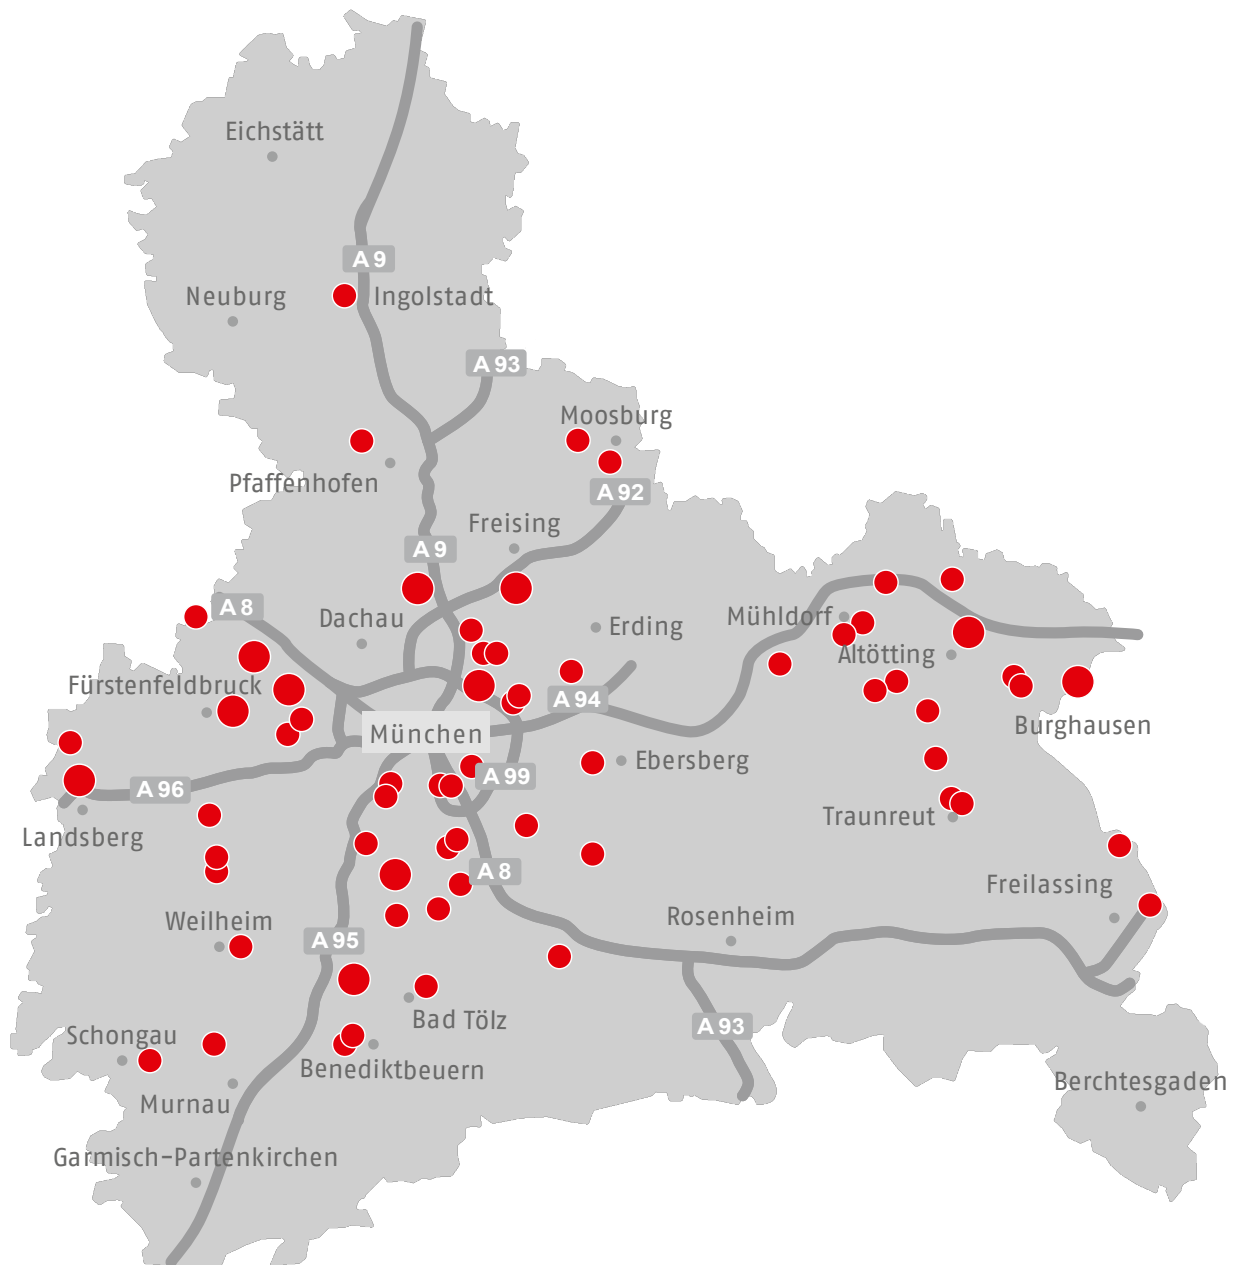 Eichstätt
A 9
Neuburg
Ingolstadt
A 93
Moosburg
Pfaffenhofen
A 92
Freising
A 9
A 8
Dachau
Mühldorf
Erding
Altötting
Fürstenfeldbruck
A 94
Burghausen
München
Ebersberg
A 99
A 96
Traunreut
Landsberg
A 8
Freilassing
Rosenheim
Weilheim
A 95
Bad Tölz
A 93
Schongau
Benediktbeuern
Berchtesgaden
Murnau
Garmisch-Partenkirchen